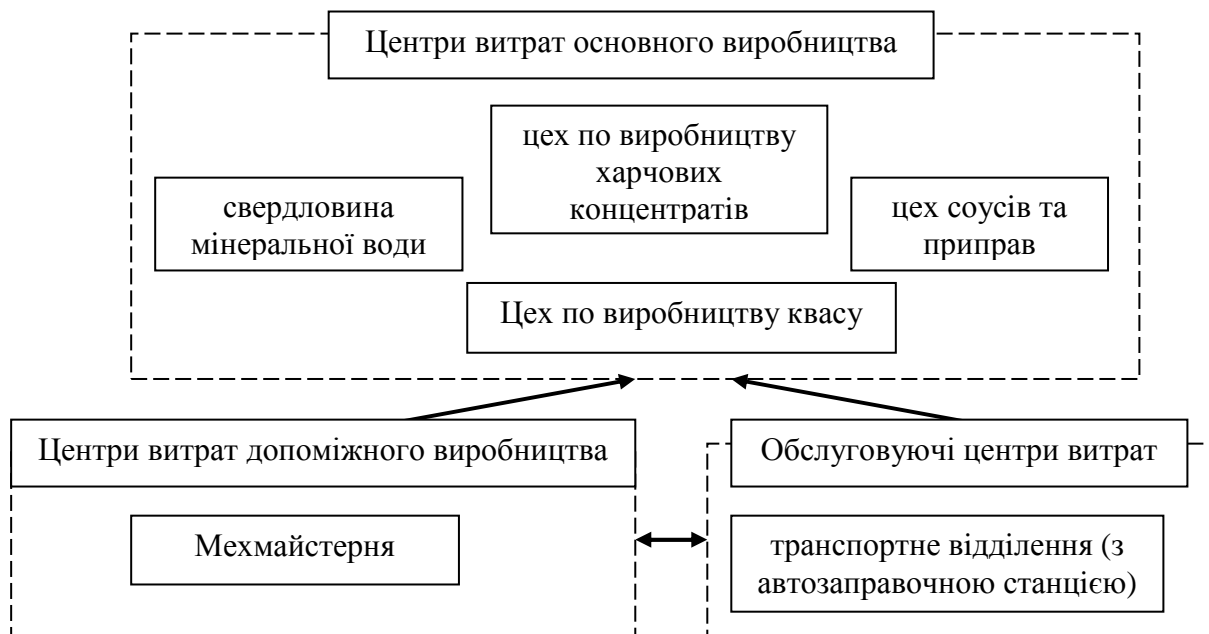 Центри витрат основного виробництва
цех по виробництву
харчових
концентратів
свердловина
мінеральної води
цех соусів та
приправ
Цех по виробництву квасу
Центри витрат допоміжного виробництва
Обслуговуючі центри витрат
Мехмайстерня
транспортне відділення (з
автозаправочною станцією)